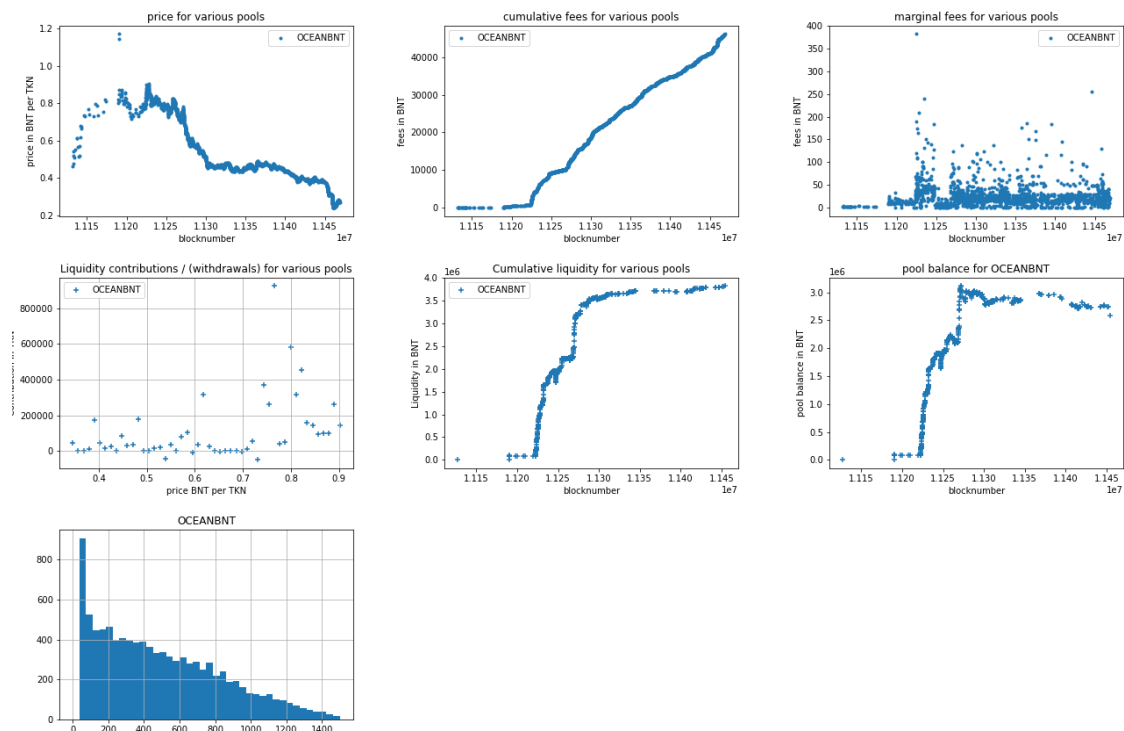 price for various pools
OCEANBNT
1.2
1.0
0.8
0.6
0.4
0.2
price in BNT per TKN
1.115 1.120 1.125 1.130 1.135 1.140 1.145
blocknumber
1e7
cumulative fees for various pools
OCEANBNT
40000
30000
20000
10000
0
fees in BNT
1.115 1.120 1.125 1.130 1.135 1.140 1.145
blocknumber
1e7
marginal fees for various pools
OCEANBNT
400
350
300
250
200
150
100
50
0
fees in BNT
1.115 1.120 1.125 1.130 1.135 1.140 1.145
blocknumber
1e7
Liquidity contributions / (withdrawals) for various pools
OCEANBNT
800000
600000
400000
200000
0
0.4 0.5 0.6 0.7 0.8 0.9
price BNT per TKN
Cumulative liquidity for various pools
1e6
OCEANBNT
4.0
3.5
3.0
2.5
2.0
1.5
1.0
0.5
0.0
Liquidity in BNT
1.115 1.120 1.125 1.130 1.135 1.140 1.145
blocknumber
1e7
pool balance for OCEANBNT
1e6
3.0
2.5
2.0
1.5
1.0
0.5
0.0
pool balance in BNT
1.115 1.120 1.125 1.130 1.135 1.140 1.145
blocknumber
1e7
OCEANBNT
800
600
400
200
0
0 200 400 600 800 1000 1200 1400